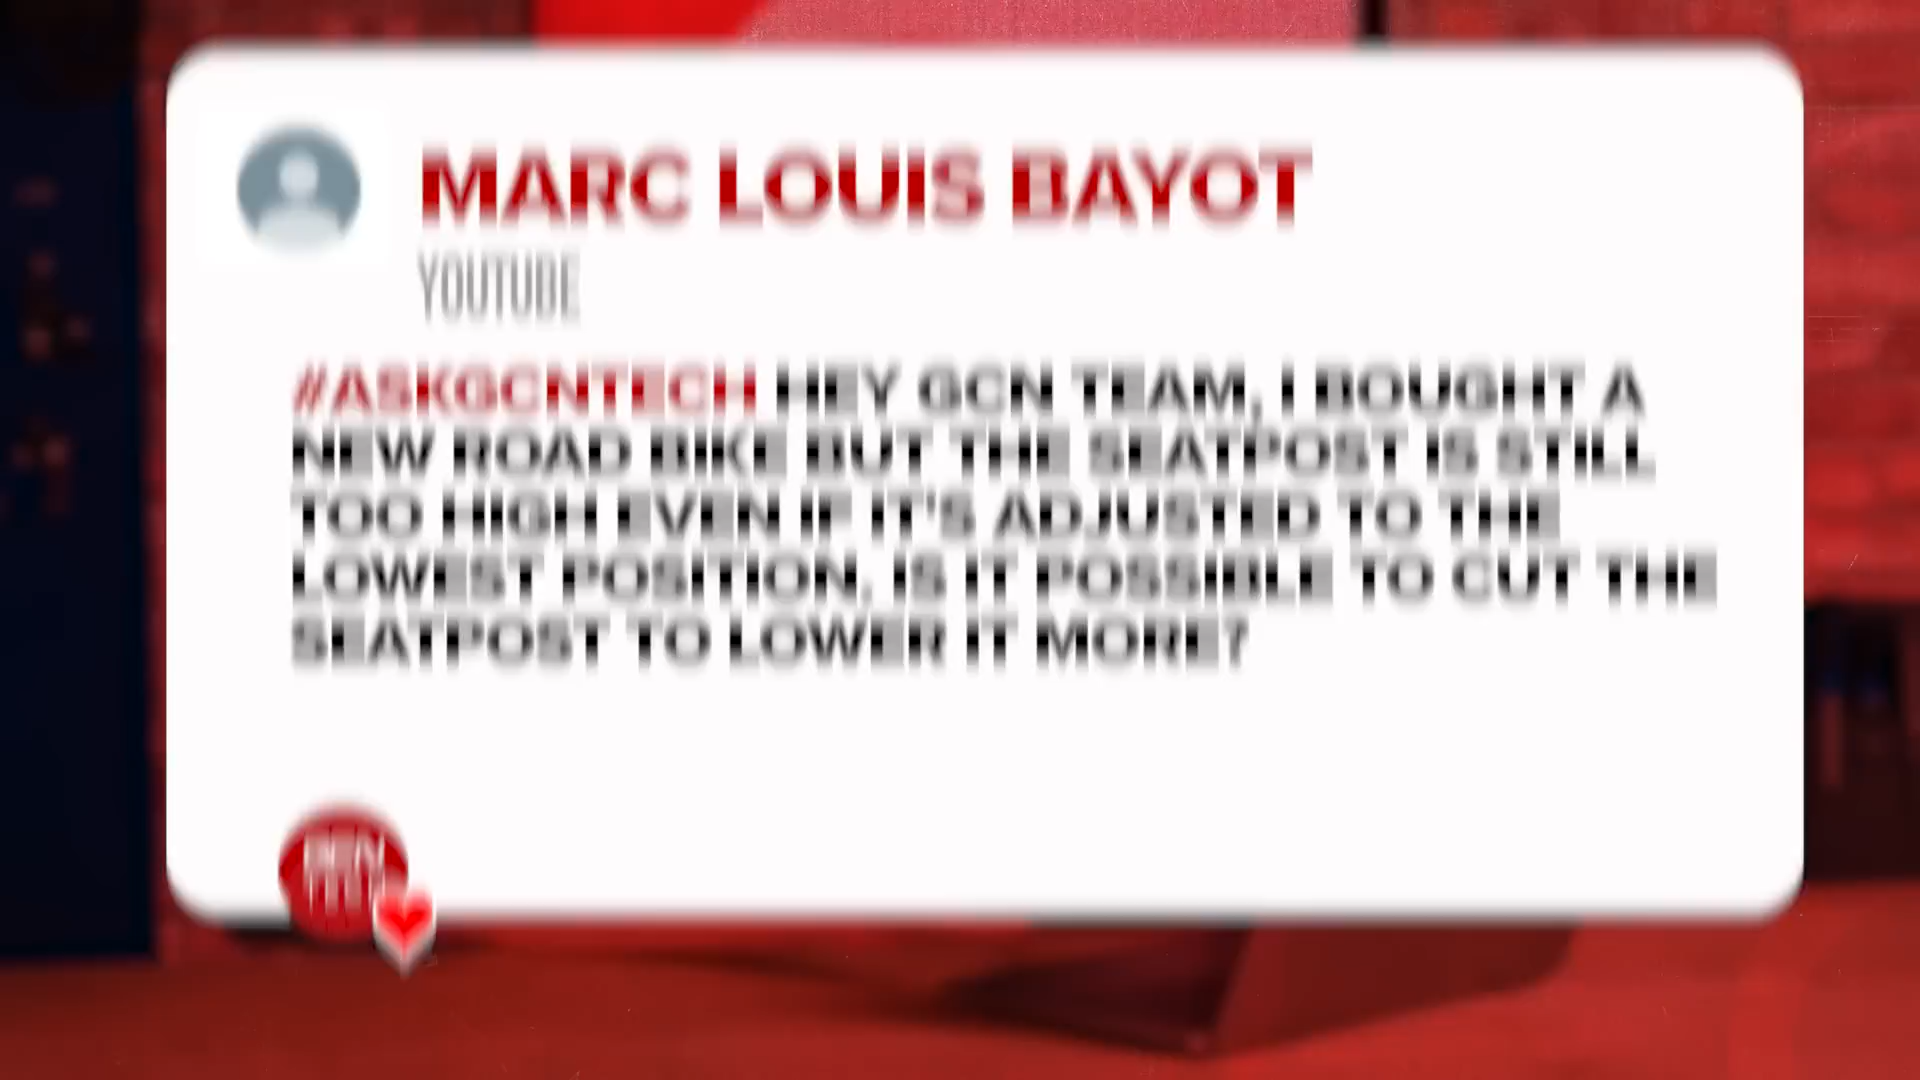 MARC LOUIS BAYOT
YOUTUBE
#ASKGCNTECH HEY GCN TEAM, I BOUGHT A
NEW ROAD BIKE BUT THE SEATPOST IS STILL
TOO HIGH EVEN IF IT'S ADJUSTED TO THE
LOWEST POSITION. IS IT POSSIBLE TO CUT THE
SEATPOST TO LOWER IT MORE?